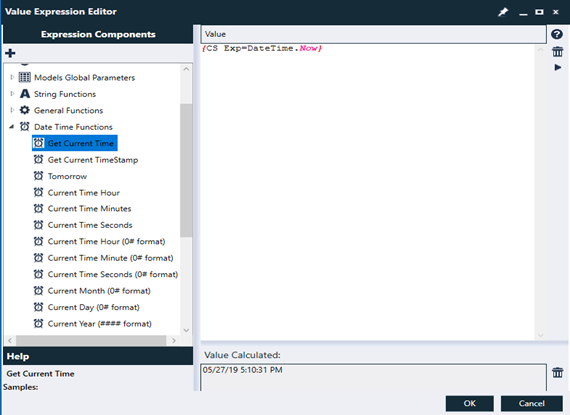 Value Expression Editor
Expression Components
Models Global Parameters
String Functions
General Functions
Date Time Functions
Get Current Time
Get Current TimeStamp
Tomorrow
Current Time Hour
Current Time Minutes
Current Time Seconds
Current Time Hour (0# format)
Current Time Minute (0# format)
Current Time Seconds (0# format)
Current Month (0# format)
Current Day (0# format)
Current Year (#### format)
Help
Get Current Time
Samples:
Value
{CS Exp=DateTime.Now}
Value Calculated:
05/27/19 5:10:31 PM
OK
Cancel